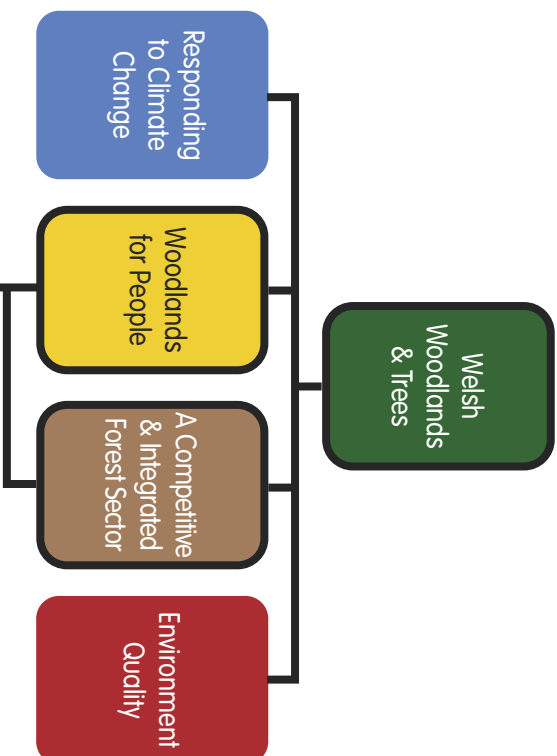 Welsh
Woodlands
& Trees
Responding
to Climate
Change
Woodlands
for People
A Competitive
& Integrated
Forest Sector
Environment
Quality